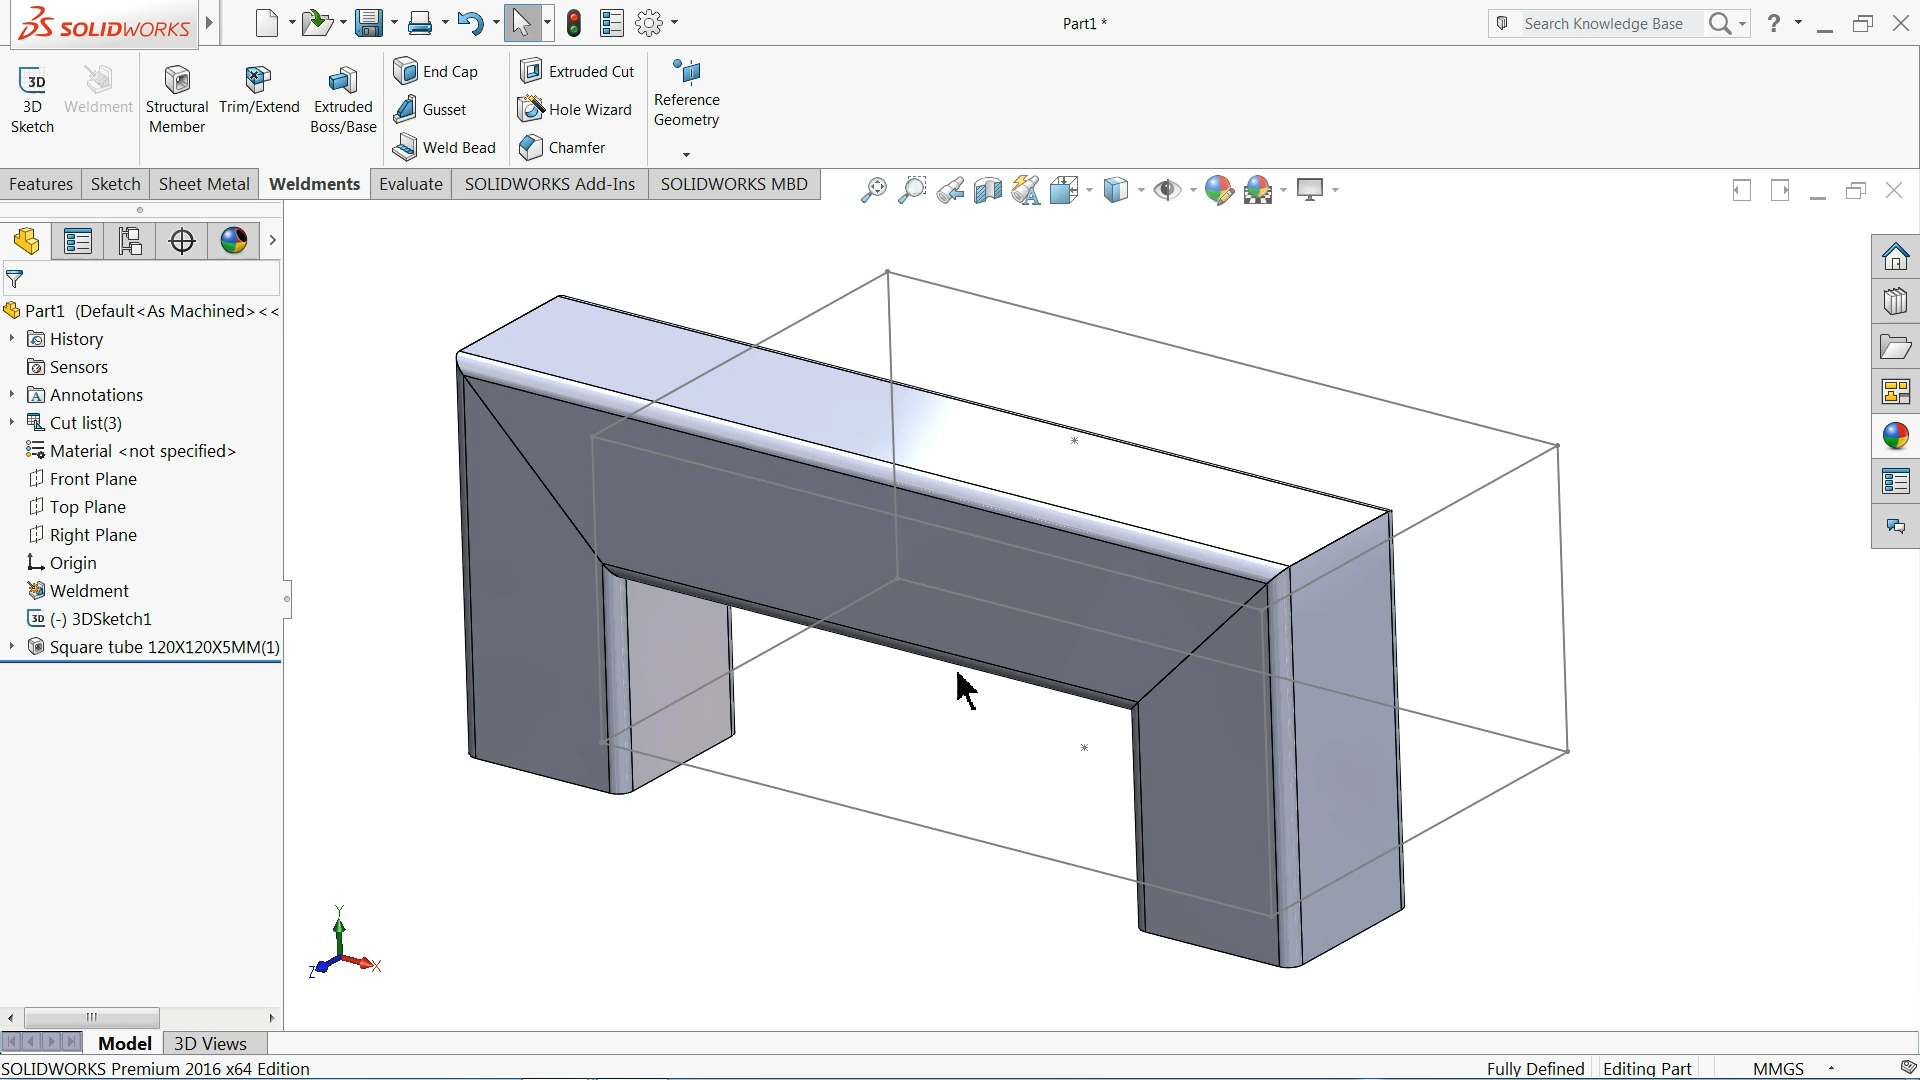 SOLIDWORKS
Part1 *
Search Knowledge Base
?
3D
Sketch
Weldment
Structural
Member
Trim/Extend
Extruded
Boss/Base
End Cap
Gusset
Weld Bead
Extruded Cut
Hole Wizard
Chamfer
Reference
Geometry
Features
Sketch
Sheet Metal
Weldments
Evaluate
SOLIDWORKS Add-Ins
SOLIDWORKS MBD
Part1 (Default<As Machined><<
History
Sensors
Annotations
Cut list(3)
Material <not specified>
Front Plane
Top Plane
Right Plane
Origin
Weldment
(-) 3DSketch1
Square tube 120X120X5MM(1)
Y
Z
X
Model
3D Views
SOLIDWORKS Premium 2016 x64 Edition
Fully Defined
Editing Part
MMGS